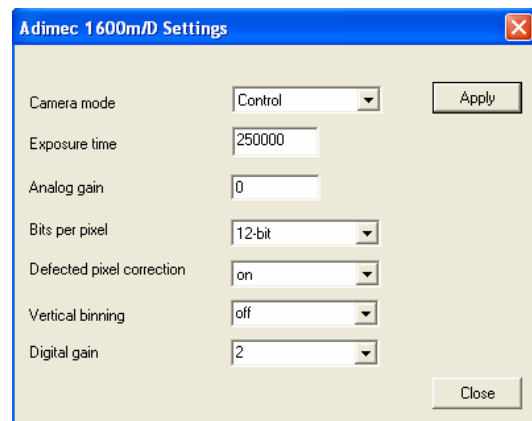 Adimec 1600m/D Settings
Camera mode
Control
Apply
Exposure time
250000
Analog gain
0
Bits per pixel
12-bit
Defected pixel correction
on
Vertical binning
off
Digital gain
2
Close